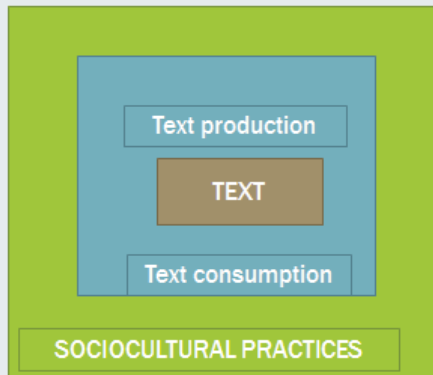 Text production
TEXT
Text consumption
SOCIOCULTURAL PRACTICES